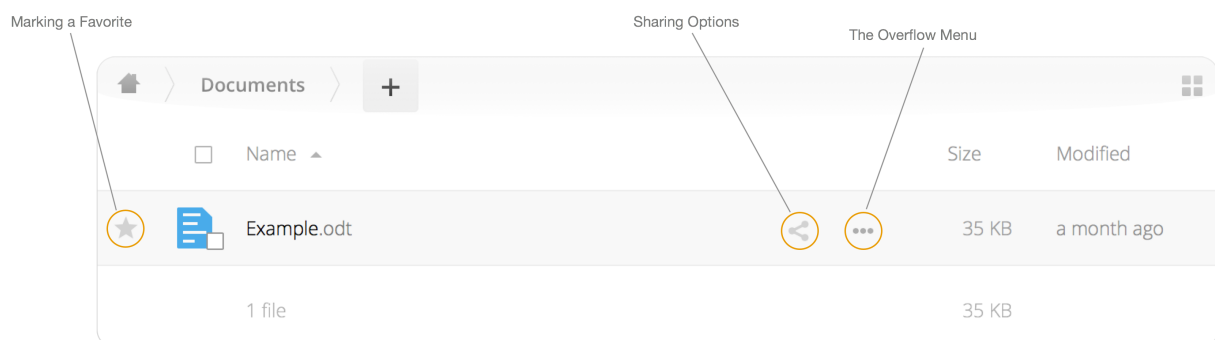 Marking a Favorite
Sharing Options
The Overflow Menu
Documents
+
Name Size Modified
Example.odt 35 KB a month ago
1 file 35 KB